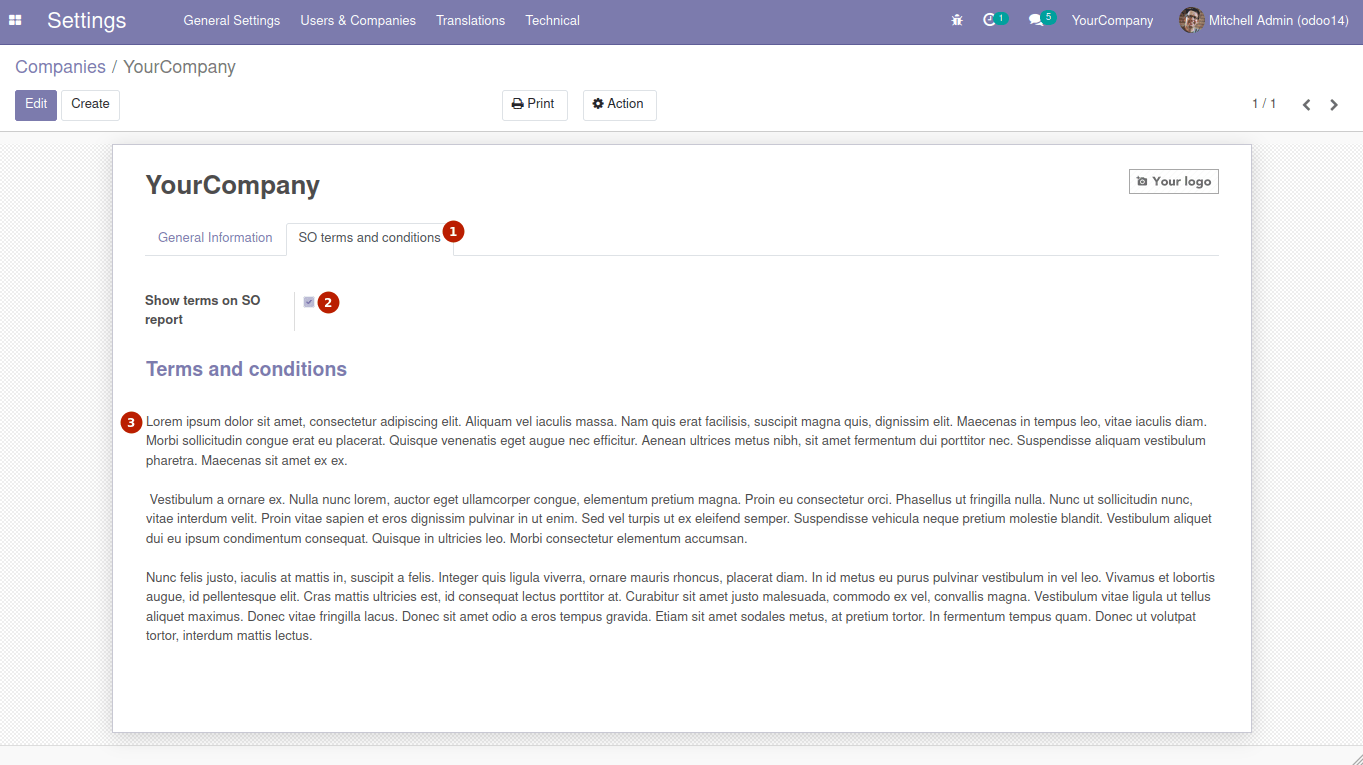 Settings General Settings Users & Companies Translations Technical 1 5 YourCompany Mitchell Admin (odoo14)
Companies / YourCompany
Edit Create Print Action 1 / 1
YourCompany
Your logo
General Information SO terms and conditions 1
Show terms on SO
report
2
Terms and conditions
3
Lorem ipsum dolor sit amet, consectetur adipiscing elit. Aliquam vel iaculis massa. Nam quis erat facilisis, suscipit magna quis, dignissim elit. Maecenas in tempus leo, vitae iaculis diam.
Morbi sollicitudin congue erat eu placerat. Quisque venenatis eget augue nec efficitur. Aenean ultrices metus nibh, sit amet fermentum dui porttitor nec. Suspendisse aliquam vestibulum
pharetra. Maecenas sit amet ex ex.
Vestibulum a ornare ex. Nulla nunc lorem, auctor eget ullamcorper congue, elementum pretium magna. Proin eu consectetur orci. Phasellus ut fringilla nulla. Nunc ut sollicitudin nunc,
vitae interdum velit. Proin vitae sapien et eros dignissim pulvinar in ut enim. Sed vel turpis ut ex eleifend semper. Suspendisse vehicula neque pretium molestie blandit. Vestibulum aliquet
dui eu ipsum condimentum consequat. Quisque in ultricies leo. Morbi consectetur elementum accumsan.
Nunc felis justo, iaculis at mattis in, suscipit a felis. Integer quis ligula viverra, ornare mauris rhoncus, placerat diam. In id metus eu purus pulvinar vestibulum in vel leo. Vivamus et lobortis
augue, id pellentesque elit. Cras mattis ultricies est, id consequat lectus porttitor at. Curabitur sit amet justo malesuada, commodo ex vel, convallis magna. Vestibulum vitae ligula ut tellus
aliquet maximus. Donec vitae fringilla lacus. Donec sit amet odio a eros tempus gravida. Etiam sit amet sodales metus, at pretium tortor. In fermentum tempus quam. Donec ut volutpat
tortor, interdum mattis lectus.